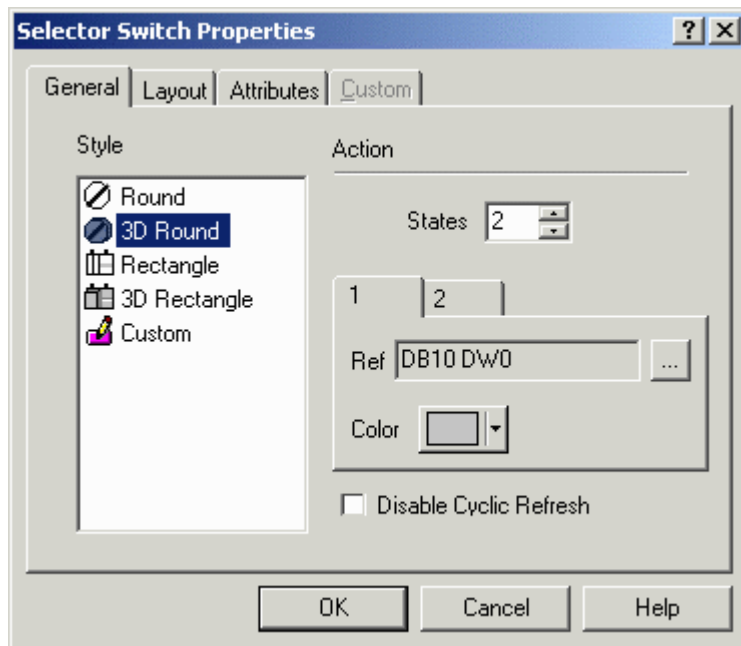 Selector Switch Properties
General Layout Attributes Custom
Style
Round
3D Round
Rectangle
3D Rectangle
Custom
Action
States 2
1 2
Ref DB10 DW0 ...
Color
Disable Cyclic Refresh
OK Cancel Help